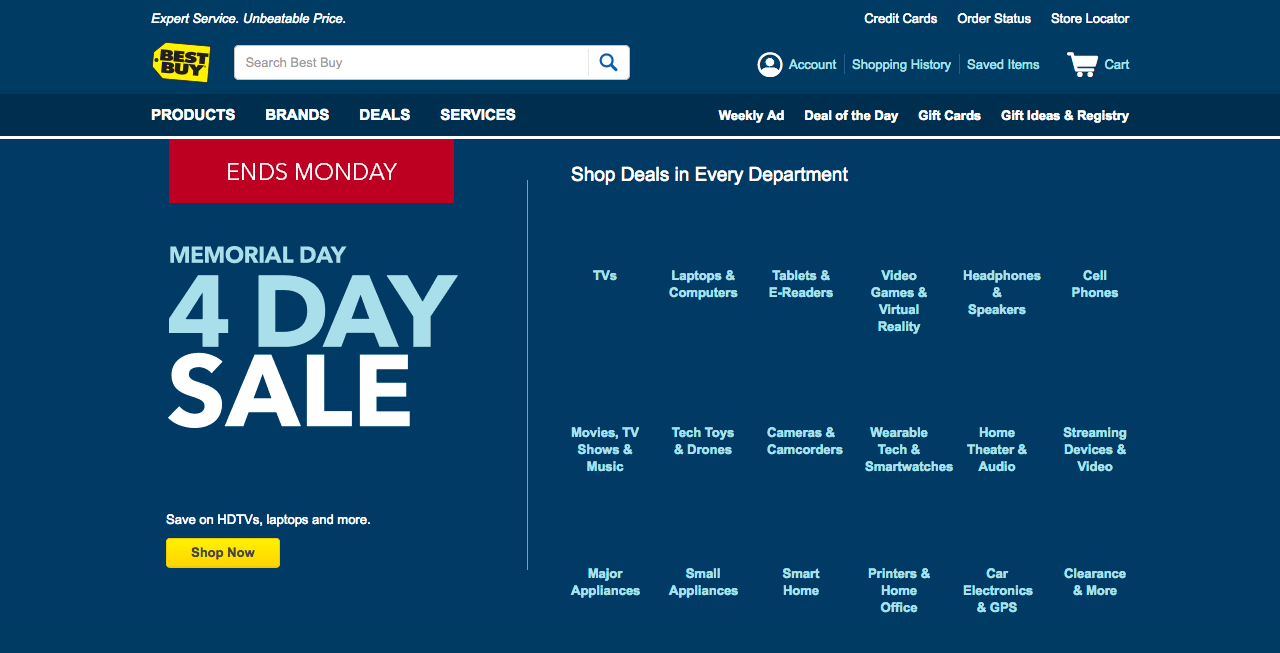 Expert Service. Unbeatable Price.
Credit Cards Order Status Store Locator
BEST BUY
Search Best Buy
Account Shopping History Saved Items Cart
PRODUCTS BRANDS DEALS SERVICES
Weekly Ad Deal of the Day Gift Cards Gift Ideas & Registry
ENDS MONDAY
MEMORIAL DAY
4 DAY
SALE
Save on HDTVs, laptops and more.
Shop Now
Shop Deals in Every Department
TVs
Laptops &
Computers
Tablets &
E-Readers
Video
Games &
Virtual
Reality
Headphones
&
Speakers
Cell
Phones
Movies, TV
Shows &
Music
Tech Toys
& Drones
Cameras &
Camcorders
Wearable
Tech &
Smartwatches
Home
Theater &
Audio
Streaming
Devices &
Video
Major
Appliances
Small
Appliances
Smart
Home
Printers &
Home
Office
Car
Electronics
& GPS
Clearance
& More